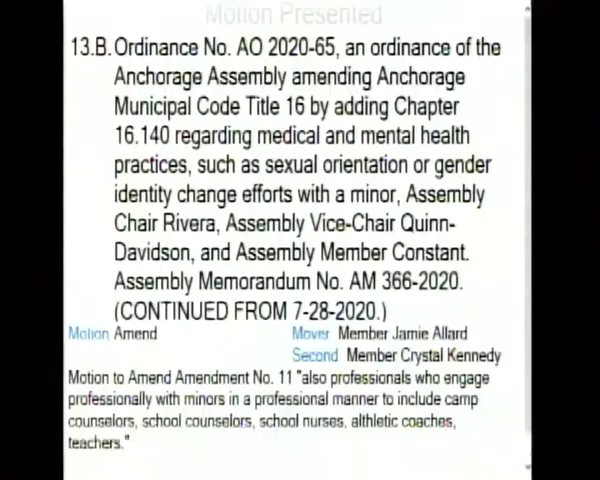 Motion Presented
13.B. Ordinance No. AO 2020-65, an ordinance of the
Anchorage Assembly amending Anchorage
Municipal Code Title 16 by adding Chapter
16.140 regarding medical and mental health
practices, such as sexual orientation or gender
identity change efforts with a minor, Assembly
Chair Rivera, Assembly Vice-Chair Quinn-
Davidson, and Assembly Member Constant.
Assembly Memorandum No. AM 366-2020.
(CONTINUED FROM 7-28-2020.)
Motion Amend Mover Member Jamie Allard
Second Member Crystal Kennedy
Motion to Amend Amendment No. 11 "also professionals who engage
professionally with minors in a professional manner to include camp
counselors, school counselors, school nurses, althletic coaches,
teachers."